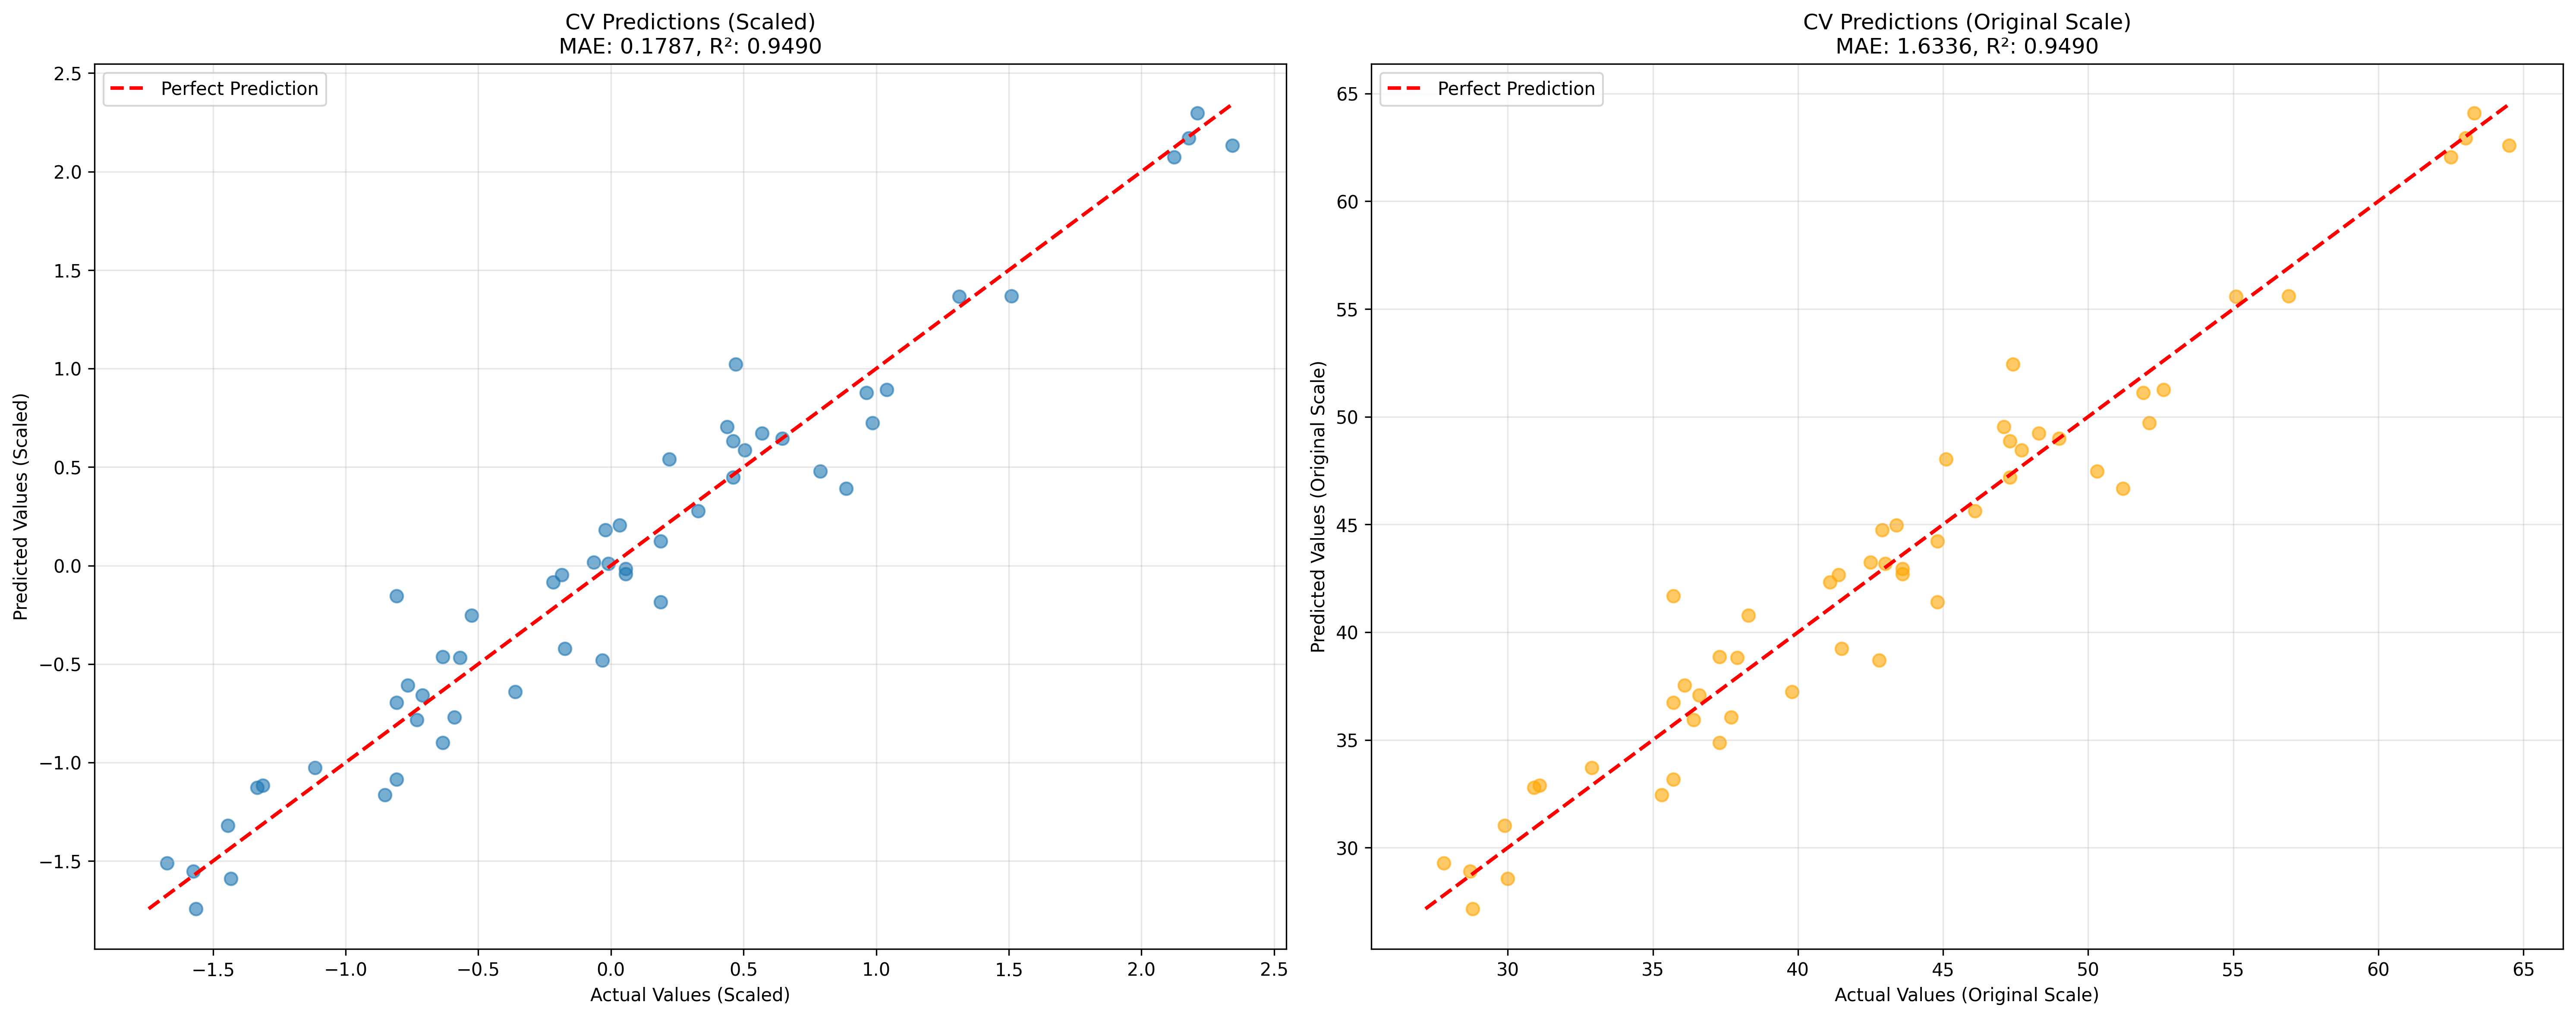 CV Predictions (Scaled)
MAE: 0.1787, R²: 0.9490
Perfect Prediction
2.5
2.0
1.5
1.0
0.5
0.0
−0.5
−1.0
−1.5
Predicted Values (Scaled)
−1.5 −1.0 −0.5 0.0 0.5 1.0 1.5 2.0 2.5
Actual Values (Scaled)
CV Predictions (Original Scale)
MAE: 1.6336, R²: 0.9490
Perfect Prediction
65
60
55
50
45
40
35
30
Predicted Values (Original Scale)
30 35 40 45 50 55 60 65
Actual Values (Original Scale)